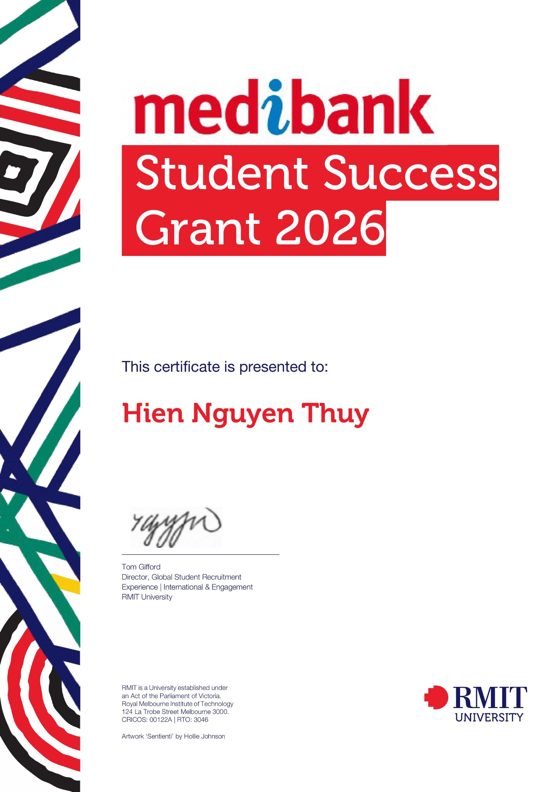 medibank
Student Success
Grant 2026
This certificate is presented to:
Hien Nguyen Thuy
Tom Gifford
Director, Global Student Recruitment
Experience | International & Engagement
RMIT University
RMIT is a University established under
an Act of the Parliament of Victoria.
Royal Melbourne Institute of Technology
124 La Trobe Street Melbourne 3000.
CRICOS: 00122A | RTO: 3046
Artwork ‘Sentient’ by Hollie Johnson
RMIT
UNIVERSITY